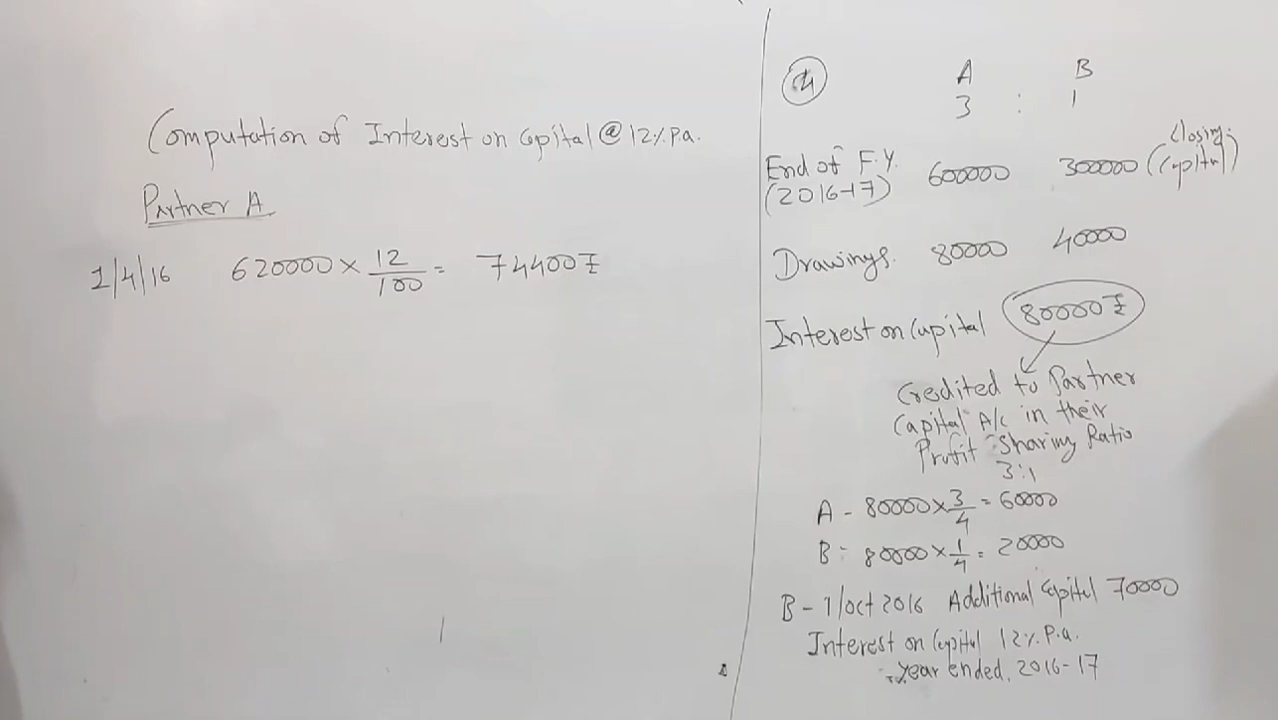 Computation of Interest on Capital @ 12% Pa.
Partner A
1/4/16 620000 × 12/100 = 74400₹
4
A B
3 : 1
End of F.Y. (2016-17) 600000 300000 (Closing Capital)
Drawings. 80000 40000
Interest on Capital 80000₹
Credited to Partner
Capital A/c in their
Profit Sharing Ratio
3:1
A - 80000 × 3/4 = 60000
B - 80000 × 1/4 = 20000
B - 1/Oct 2016 Additional Capital 70000
Interest on Capital 12% P.a.
Year ended, 2016-17